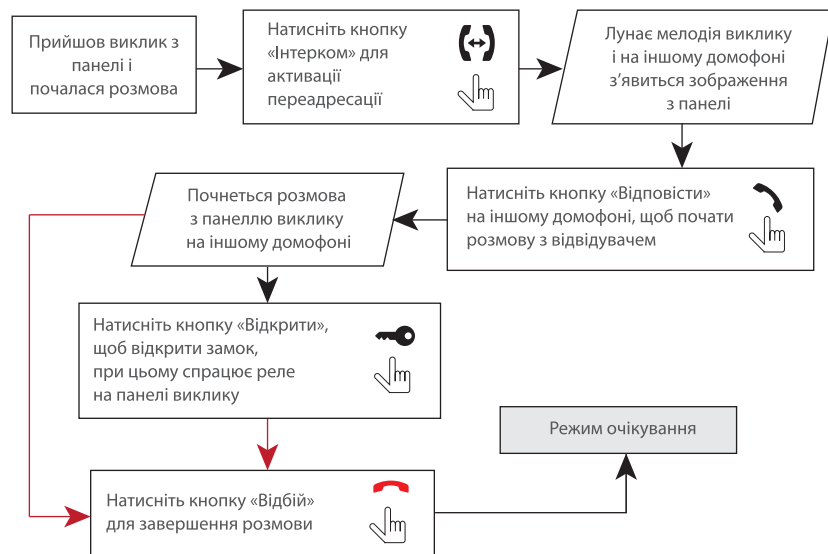 Прийшов виклик з
панелі і
почалася розмова
Натисніть кнопку
«Інтерком» для
активації
переадресації
Лунає мелодія виклику
і на іншому домофоні
з’явиться зображення
з панелі
Натисніть кнопку «Відповісти»
на іншому домофоні, щоб почати
розмову з відвідувачем
Почнеться розмова
з панеллю виклику
на іншому домофоні
Натисніть кнопку «Відкрити»,
щоб відкрити замок,
при цьому спрацює реле
на панелі виклику
Натисніть кнопку «Відбій»
для завершення розмови
Режим очікування